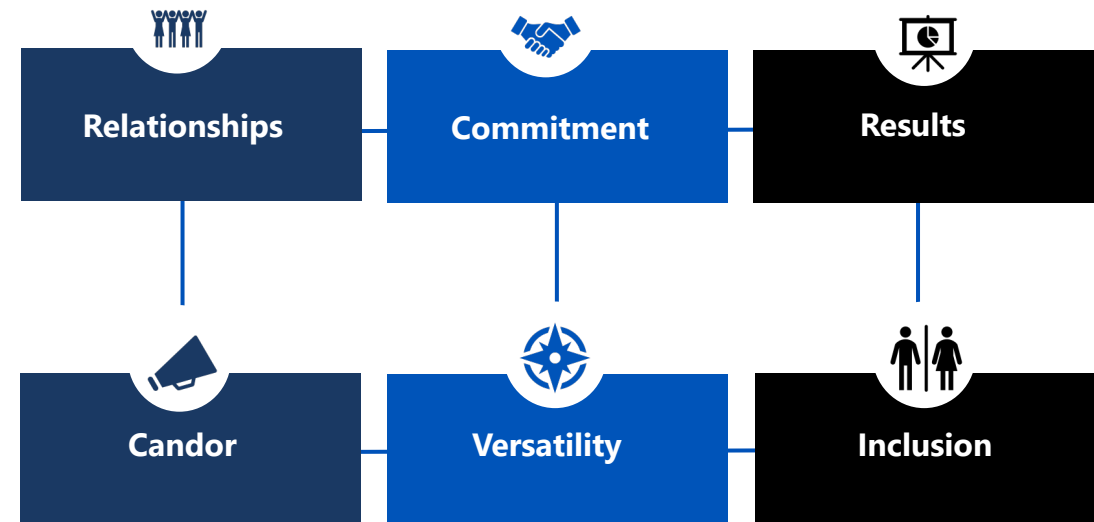 Relationships
Commitment
Results
Candor
Versatility
Inclusion